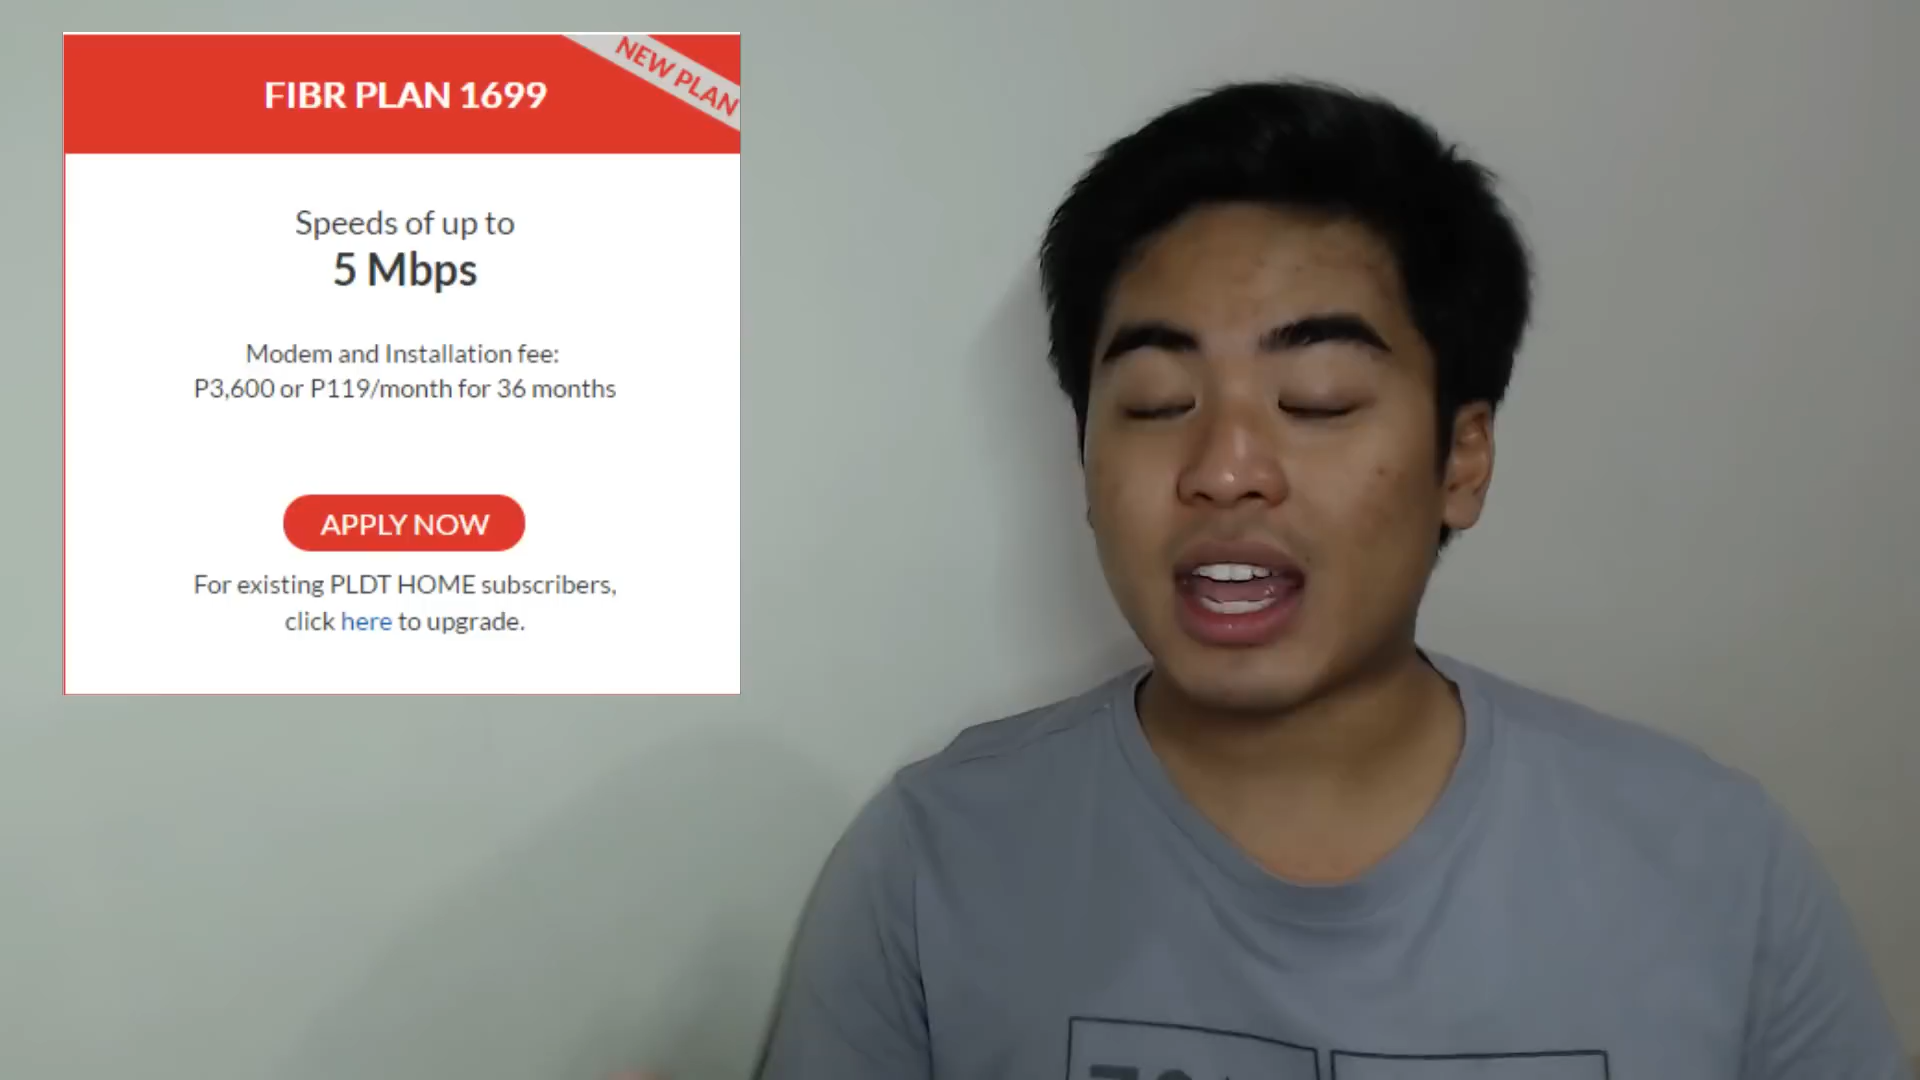 NEW PLAN
FIBR PLAN 1699
Speeds of up to
5 Mbps
Modem and Installation fee:
P3,600 or P119/month for 36 months
APPLY NOW
For existing PLDT HOME subscribers,
click here to upgrade.